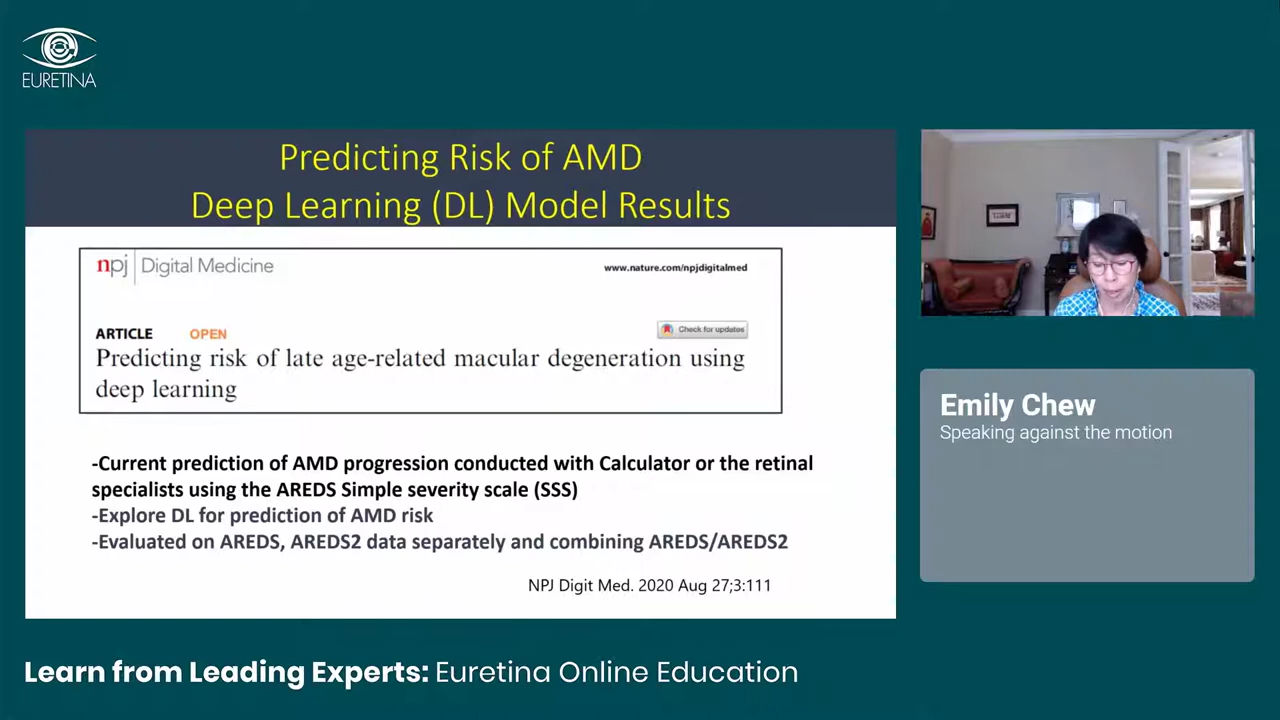 EURETINA
Predicting Risk of AMD
Deep Learning (DL) Model Results
npj Digital Medicine
www.nature.com/npjdigitalmed
ARTICLE OPEN
Check for updates
Predicting risk of late age-related macular degeneration using
deep learning
-Current prediction of AMD progression conducted with Calculator or the retinal
specialists using the AREDS Simple severity scale (SSS)
-Explore DL for prediction of AMD risk
-Evaluated on AREDS, AREDS2 data separately and combining AREDS/AREDS2
NPJ Digit Med. 2020 Aug 27;3:111
Emily Chew
Speaking against the motion
Learn from Leading Experts: Euretina Online Education